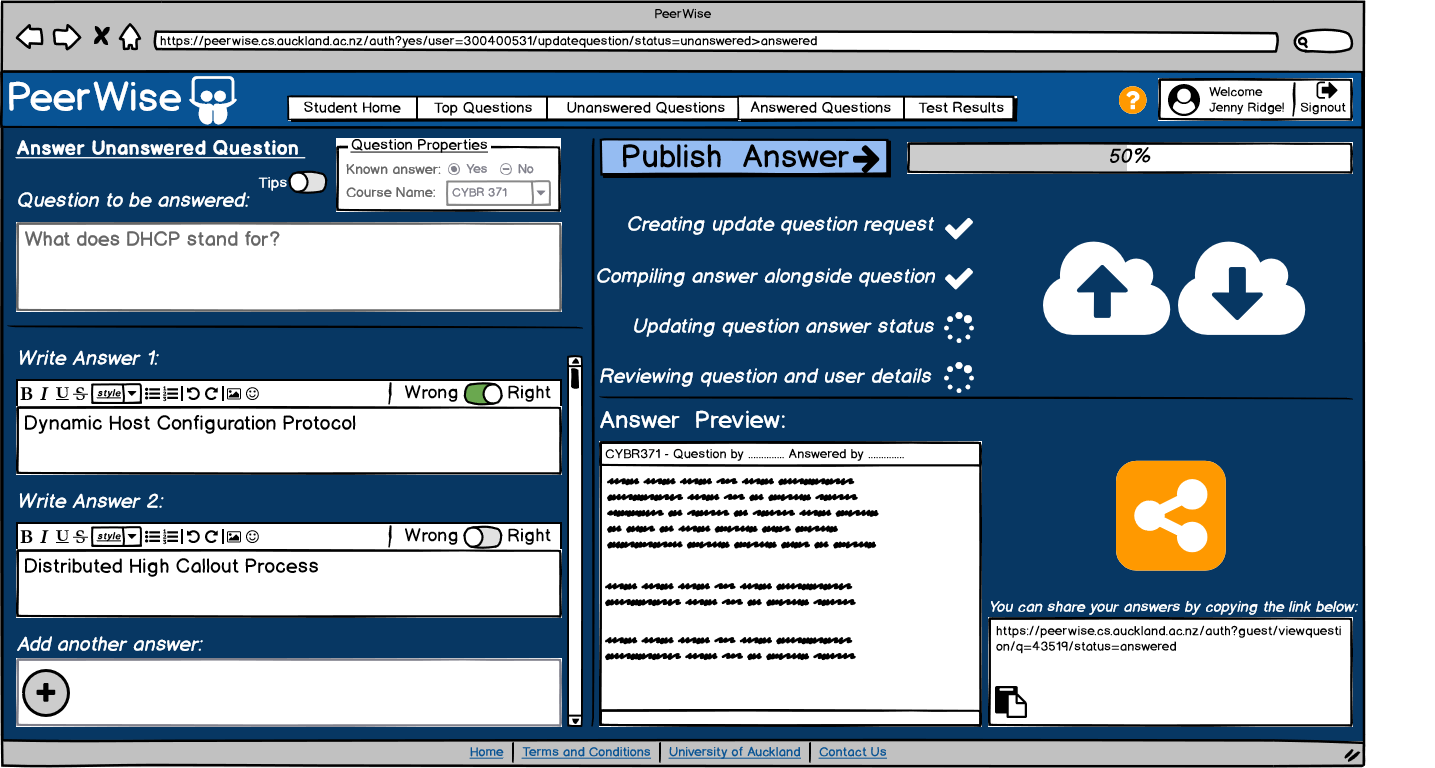 PeerWise
https://peerwise.cs.auckland.ac.nz/auth?yes/user=300400531/updatequestion/status=unanswered>answered
PeerWise
Student Home
Top Questions
Unanswered Questions
Answered Questions
Test Results
?
Welcome
Jenny Ridge!
Signout
Answer Unanswered Question
Tips
Question Properties
Known answer: Yes No
Course Name: CYBR 371
Question to be answered:
What does DHCP stand for?
Write Answer 1:
B I U S style Wrong Right
Dynamic Host Configuration Protocol
Write Answer 2:
B I U S style Wrong Right
Distributed High Callout Process
Add another answer:
Publish Answer
50%
Creating update question request
Compiling answer alongside question
Updating question answer status
Reviewing question and user details
Answer Preview:
CYBR371 - Question by .............. Answered by ..............
You can share your answers by copying the link below:
https://peerwise.cs.auckland.ac.nz/auth?guest/viewquesti
on/q=43519/status=answered
Home
Terms and Conditions
University of Auckland
Contact Us